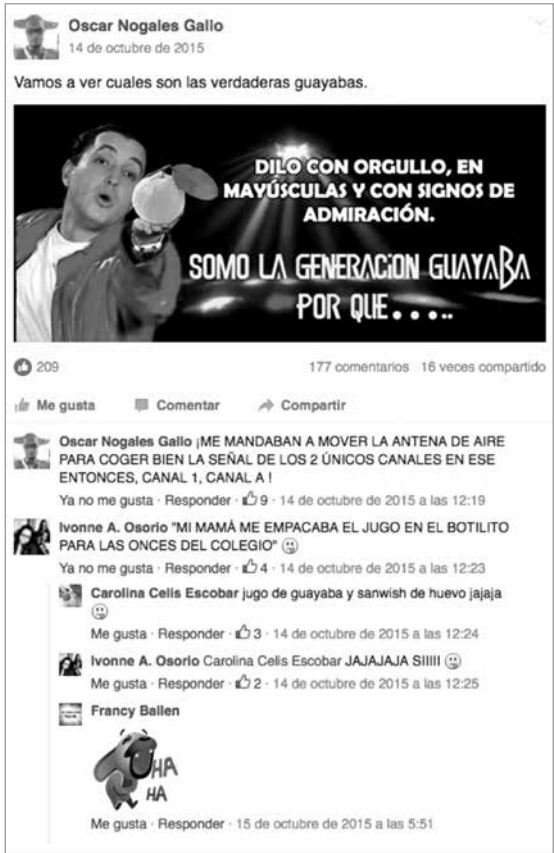 Oscar Nogales Gallo
14 de octubre de 2015
Vamos a ver cuales son las verdaderas guayabas.
DILO CON ORGULLO, EN
MAYÚSCULAS Y CON SIGNOS DE
ADMIRACIÓN.
SOMO LA GENERACiON GUAYABA
POR QUE.....
209
177 comentarios 16 veces compartido
Me gusta Comentar Compartir
Oscar Nogales Gallo ¡ME MANDABAN A MOVER LA ANTENA DE AIRE
PARA COGER BIEN LA SEÑAL DE LOS 2 ÚNICOS CANALES EN ESE
ENTONCES, CANAL 1, CANAL A !
Ya no me gusta · Responder · 9 · 14 de octubre de 2015 a las 12:19
Ivonne A. Osorio "MI MAMÁ ME EMPACABA EL JUGO EN EL BOTILITO
PARA LAS ONCES DEL COLEGIO"
Ya no me gusta · Responder · 4 · 14 de octubre de 2015 a las 12:23
Carolina Celis Escobar jugo de guayaba y sanwish de huevo jajaja
Me gusta · Responder · 3 · 14 de octubre de 2015 a las 12:24
Ivonne A. Osorio Carolina Celis Escobar JAJAJAJA SIIIII
Me gusta · Responder · 2 · 14 de octubre de 2015 a las 12:25
Francy Ballen
HA
HA
Me gusta · Responder · 15 de octubre de 2015 a las 5:51